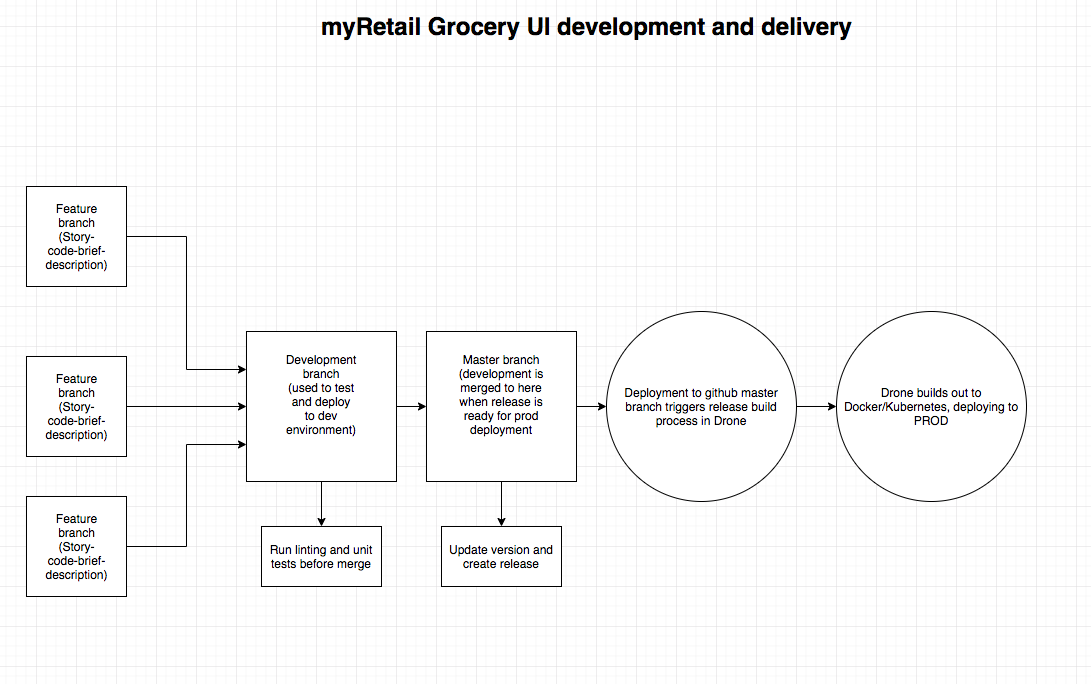 myRetail Grocery UI development and delivery
Feature
branch
(Story-
code-brief-
description)
Feature
branch
(Story-
code-brief-
description)
Feature
branch
(Story-
code-brief-
description)
Development
branch
(used to test
and deploy
to dev
environment)
Run linting and unit
tests before merge
Master branch
(development is
merged to here
when release is
ready for prod
deployment
Update version and
create release
Deployment to github master
branch triggers release build
process in Drone
Drone builds out to
Docker/Kubernetes, deploying to
PROD